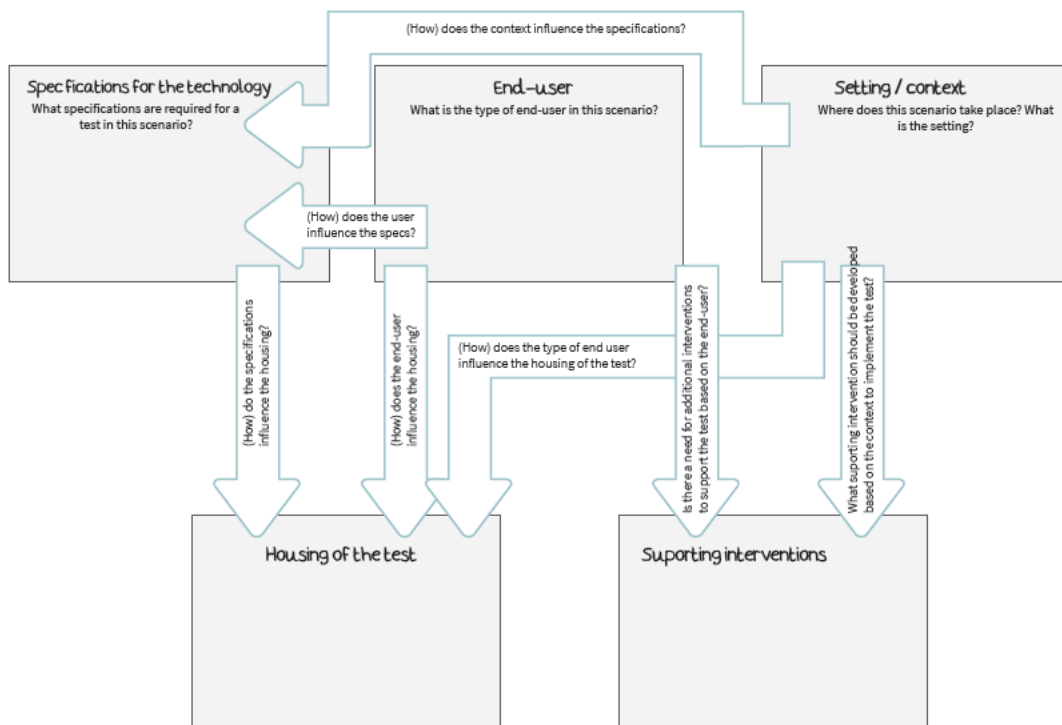 (How) does the context influence the specifications?
Specfications for the technology
What specifications are required for a
test in this scenario?
End-user
What is the type of end-user in this scenario?
Setting / context
Where does this scenario take place? What
is the setting?
(How) does the user
influence the specs?
(How) do the specifications
influence the housing?
(How) does the end-user
influence the housing?
(How) does the type of end user
influence the housing of the test?
Is there a need for additional interventions
to support the test based on the end-user?
What suporting intervention should be developed
based on the context to implement the test?
Housing of the test
Suporting interventions